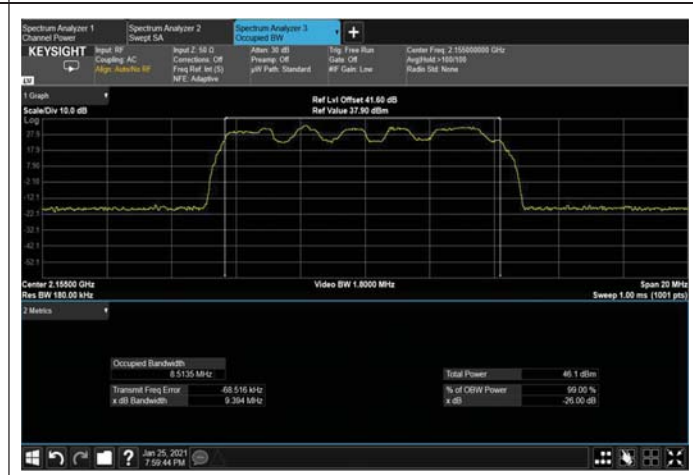 Spectrum Analyzer 1
Channel Power
Spectrum Analyzer 2
Swept SA
Spectrum Analyzer 3
Occupied BW
KEYSIGHT
Input: RF
Coupling: AC
Align: Auto/No RF
Input Z: 50 Ω
Corrections: Off
Freq Ref: Int (S)
NFE: Adaptive
Atten: 30 dB
Preamp: Off
µW Path: Standard
Trig: Free Run
Gate: Off
#IF Gain: Low
Center Freq: 2.155000000 GHz
Avg|Hold:>100/100
Radio Std: None
1 Graph
Scale/Div 10.0 dB
Ref Lvl Offset 41.60 dB
Ref Value 37.90 dBm
Log
27.9
17.9
7.90
-2.10
-12.1
-22.1
-32.1
-42.1
-52.1
Center 2.15500 GHz
Res BW 180.00 kHz
Video BW 1.8000 MHz
Span 20 MHz
Sweep 1.00 ms (1001 pts)
2 Metrics
Occupied Bandwidth
8.5135 MHz
Transmit Freq Error -68.516 kHz
x dB Bandwidth 9.394 MHz
Total Power 46.1 dBm
% of OBW Power 99.00 %
x dB -26.00 dB
Jan 25, 2021
7:59:44 PM